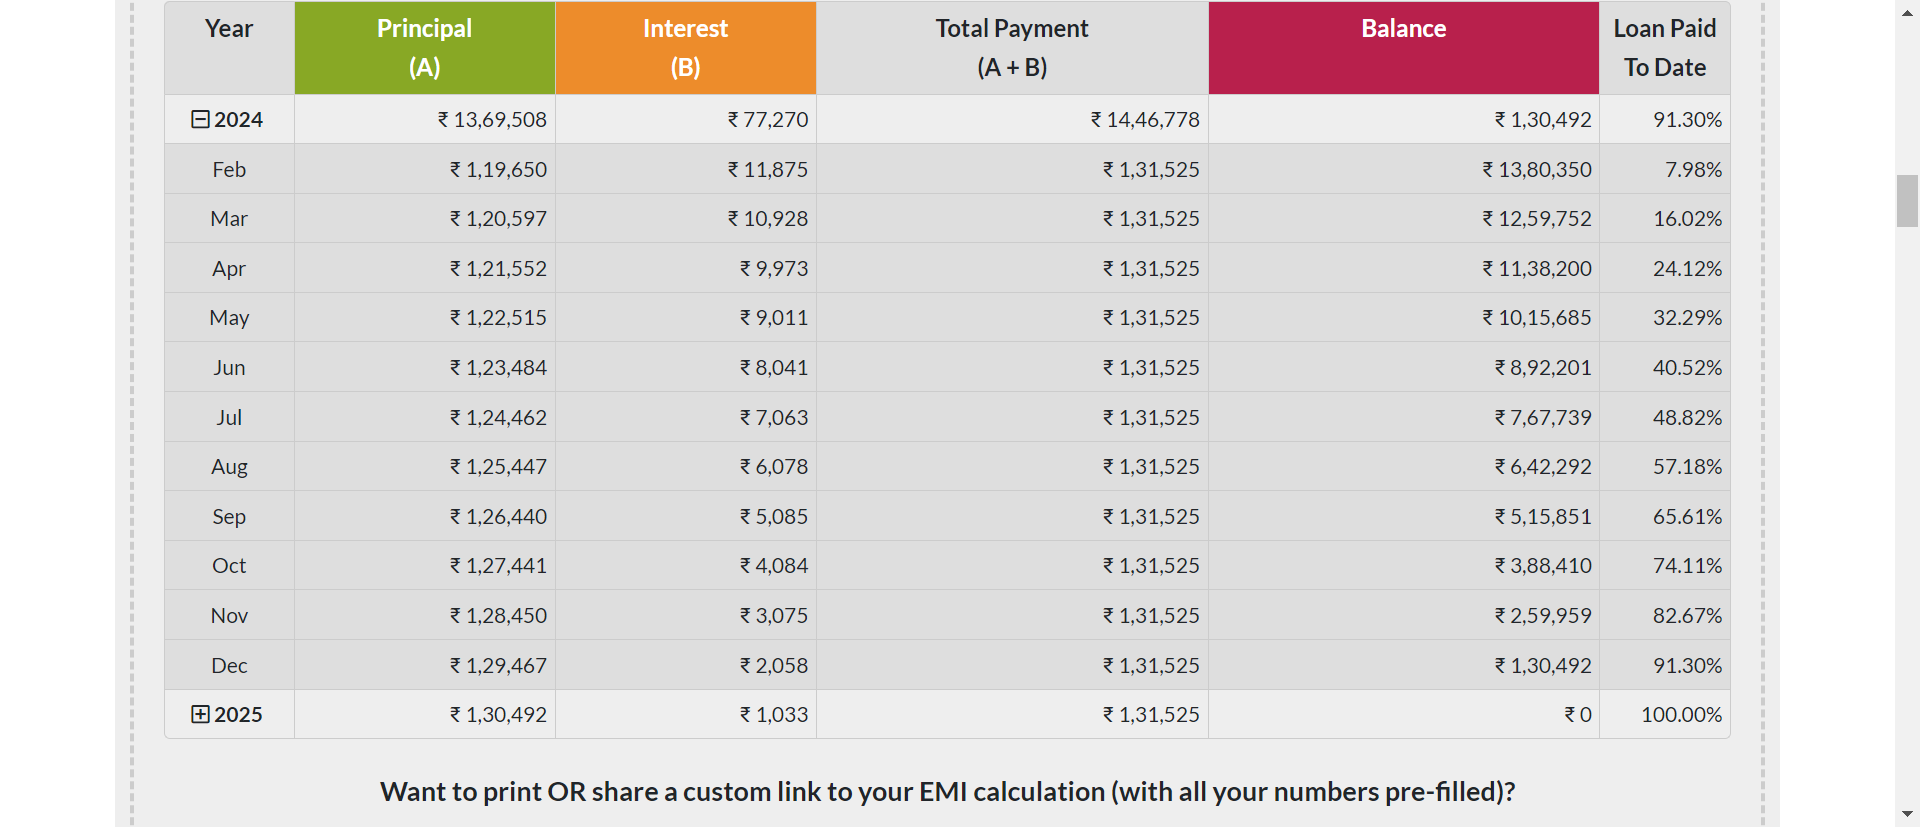 Year Principal (A) Interest (B) Total Payment (A + B) Balance Loan Paid To Date
2024 ₹ 13,69,508 ₹ 77,270 ₹ 14,46,778 ₹ 1,30,492 91.30%
Feb ₹ 1,19,650 ₹ 11,875 ₹ 1,31,525 ₹ 13,80,350 7.98%
Mar ₹ 1,20,597 ₹ 10,928 ₹ 1,31,525 ₹ 12,59,752 16.02%
Apr ₹ 1,21,552 ₹ 9,973 ₹ 1,31,525 ₹ 11,38,200 24.12%
May ₹ 1,22,515 ₹ 9,011 ₹ 1,31,525 ₹ 10,15,685 32.29%
Jun ₹ 1,23,484 ₹ 8,041 ₹ 1,31,525 ₹ 8,92,201 40.52%
Jul ₹ 1,24,462 ₹ 7,063 ₹ 1,31,525 ₹ 7,67,739 48.82%
Aug ₹ 1,25,447 ₹ 6,078 ₹ 1,31,525 ₹ 6,42,292 57.18%
Sep ₹ 1,26,440 ₹ 5,085 ₹ 1,31,525 ₹ 5,15,851 65.61%
Oct ₹ 1,27,441 ₹ 4,084 ₹ 1,31,525 ₹ 3,88,410 74.11%
Nov ₹ 1,28,450 ₹ 3,075 ₹ 1,31,525 ₹ 2,59,959 82.67%
Dec ₹ 1,29,467 ₹ 2,058 ₹ 1,31,525 ₹ 1,30,492 91.30%
2025 ₹ 1,30,492 ₹ 1,033 ₹ 1,31,525 ₹ 0 100.00%
Want to print OR share a custom link to your EMI calculation (with all your numbers pre-filled)?